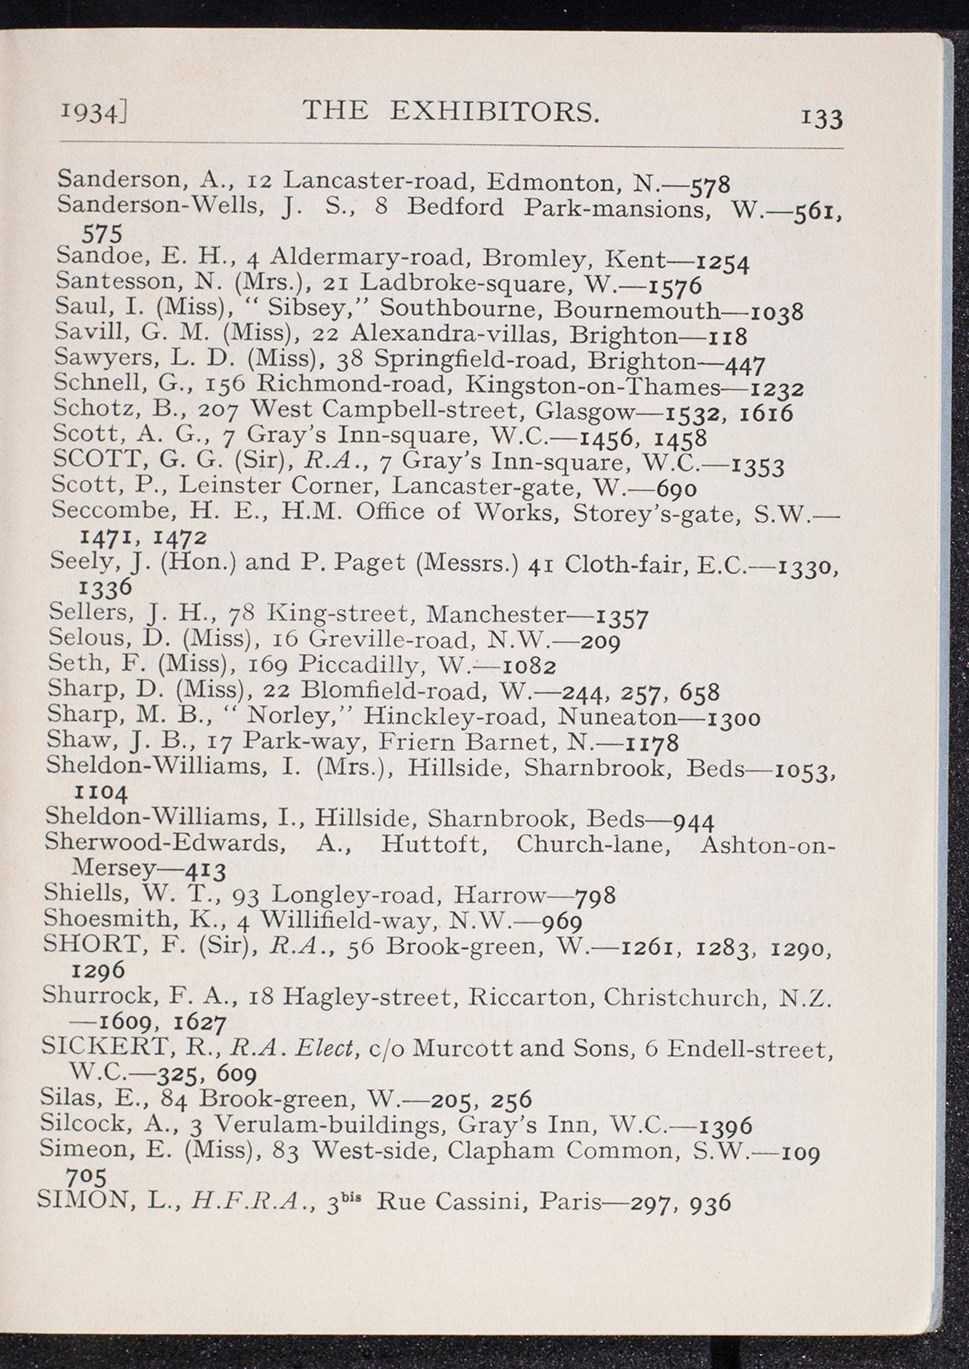 1934]
THE EXHIBITORS.
133
Sanderson, A., 12 Lancaster-road, Edmonton, N.—578
Sanderson-Wells, J. S., 8 Bedford Park-mansions, W.—561,
575
Sandoe, E. H., 4 Aldermary-road, Bromley, Kent—1254
Santesson, N. (Mrs.), 21 Ladbroke-square, W.—1576
Saul, I. (Miss), “ Sibsey,” Southbourne, Bournemouth—1038
Savill, G. M. (Miss), 22 Alexandra-villas, Brighton—118
Sawyers, L. D. (Miss), 38 Springfield-road, Brighton—447
Schnell, G., 156 Richmond-road, Kingston-on-Thames—1232
Schotz, B., 207 West Campbell-street, Glasgow—1532, 1616
Scott, A. G., 7 Gray's Inn-square, W.C.—1456, 1458
SCOTT, G. G. (Sir), R.A., 7 Gray's Inn-square, W.C.—1353
Scott, P., Leinster Corner, Lancaster-gate, W.—690
Seccombe, H. E., H.M. Office of Works, Storey's-gate, S.W.—
1471, 1472
Seely, J. (Hon.) and P. Paget (Messrs.) 41 Cloth-fair, E.C.—1330,
1336
Sellers, J. H., 78 King-street, Manchester—1357
Selous, D. (Miss), 16 Greville-road, N.W.—209
Seth, F. (Miss), 169 Piccadilly, W.—1082
Sharp, D. (Miss), 22 Blomfield-road, W.—244, 257, 658
Sharp, M. B., “ Norley,” Hinckley-road, Nuneaton—1300
Shaw, J. B., 17 Park-way, Friern Barnet, N.—1178
Sheldon-Williams, I. (Mrs.), Hillside, Sharnbrook, Beds—1053,
1104
Sheldon-Williams, I., Hillside, Sharnbrook, Beds—944
Sherwood-Edwards, A., Huttoft, Church-lane, Ashton-on-
Mersey—413
Shiells, W. T., 93 Longley-road, Harrow—798
Shoesmith, K., 4 Willifield-way, N.W.—969
SHORT, F. (Sir), R.A., 56 Brook-green, W.—1261, 1283, 1290,
1296
Shurrock, F. A., 18 Hagley-street, Riccarton, Christchurch, N.Z.
—1609, 1627
SICKERT, R., R.A. Elect, c/o Murcott and Sons, 6 Endell-street,
W.C.—325, 609
Silas, E., 84 Brook-green, W.—205, 256
Silcock, A., 3 Verulam-buildings, Gray's Inn, W.C.—1396
Simeon, E. (Miss), 83 West-side, Clapham Common, S.W.—109
705
SIMON, L., H.F.R.A., 3bis Rue Cassini, Paris—297, 936